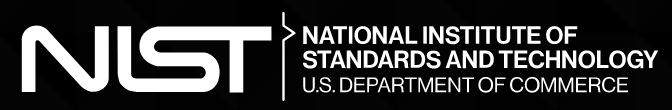 NIST
NATIONAL INSTITUTE OF
STANDARDS AND TECHNOLOGY
U.S. DEPARTMENT OF COMMERCE